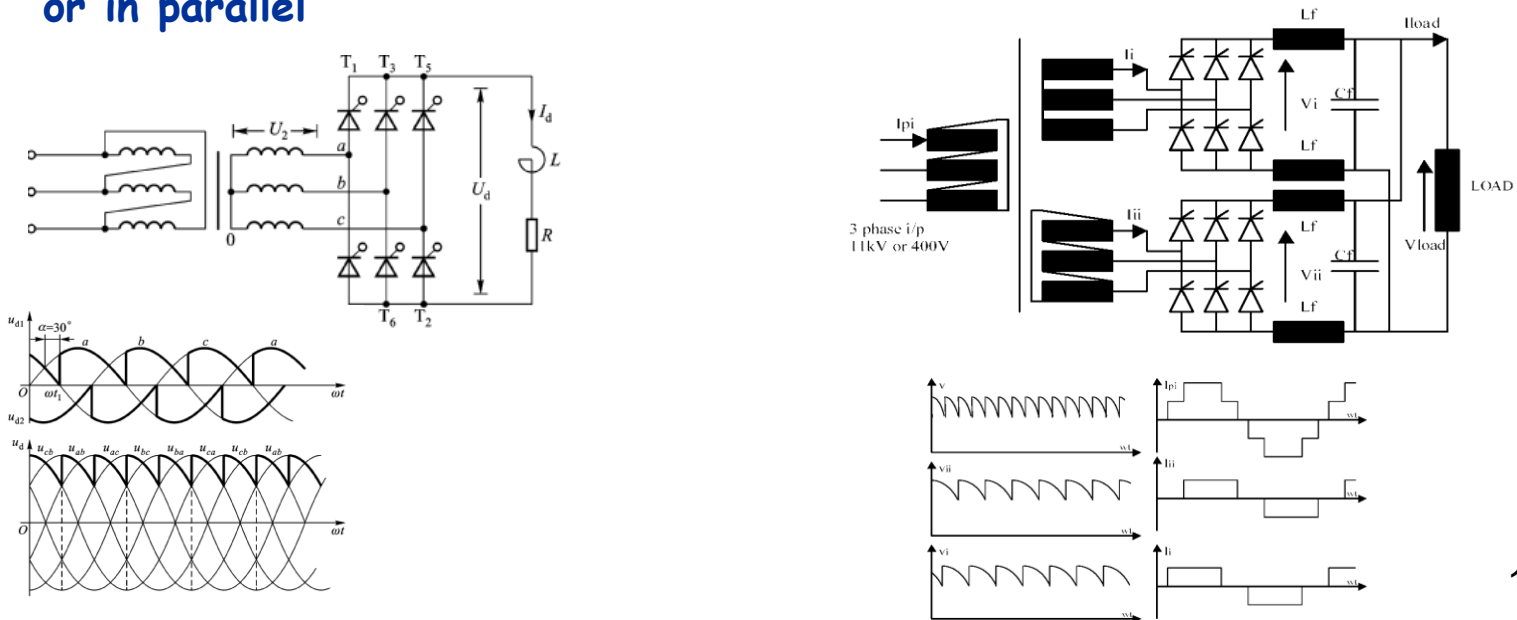 or in parallel
T1 T3 T5
U2
a
b
c
0
Id
L
Ud
R
T6 T2
ud1
α=30°
a b c a
O ωt1 ωt
ud2
ud
ucb uab uac ubc uba uca ucb uab
O ωt
Lf
Iload
Ii
Vi
Cf
Ipi
Lf
LOAD
3 phase i/p
11kV or 400V
Iii
Lf
Vload
Vii
Cf
Lf
v
wt
Ipi
wt
vii
wt
Iii
wt
vi
wt
Ii
wt